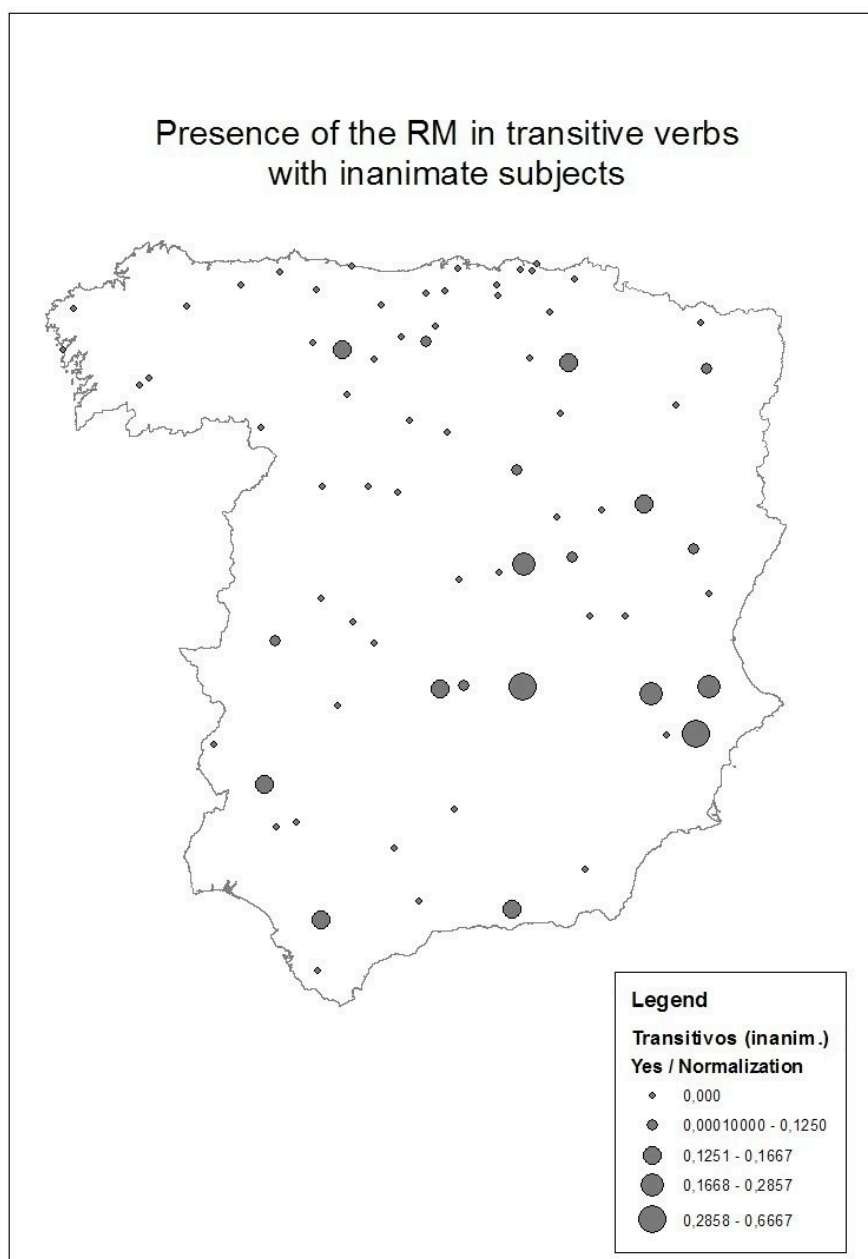 Presence of the RM in transitive verbs
with inanimate subjects
Legend
Transitivos (inanim.)
Yes / Normalization
0,000
0,00010000 - 0,1250
0,1251 - 0,1667
0,1668 - 0,2857
0,2858 - 0,6667